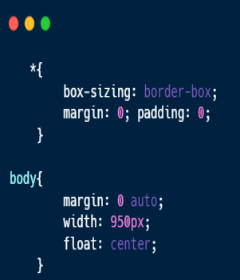 *{
box-sizing: border-box;
margin: 0; padding: 0;
}
body{
margin: 0 auto;
width: 950px;
float: center;
}